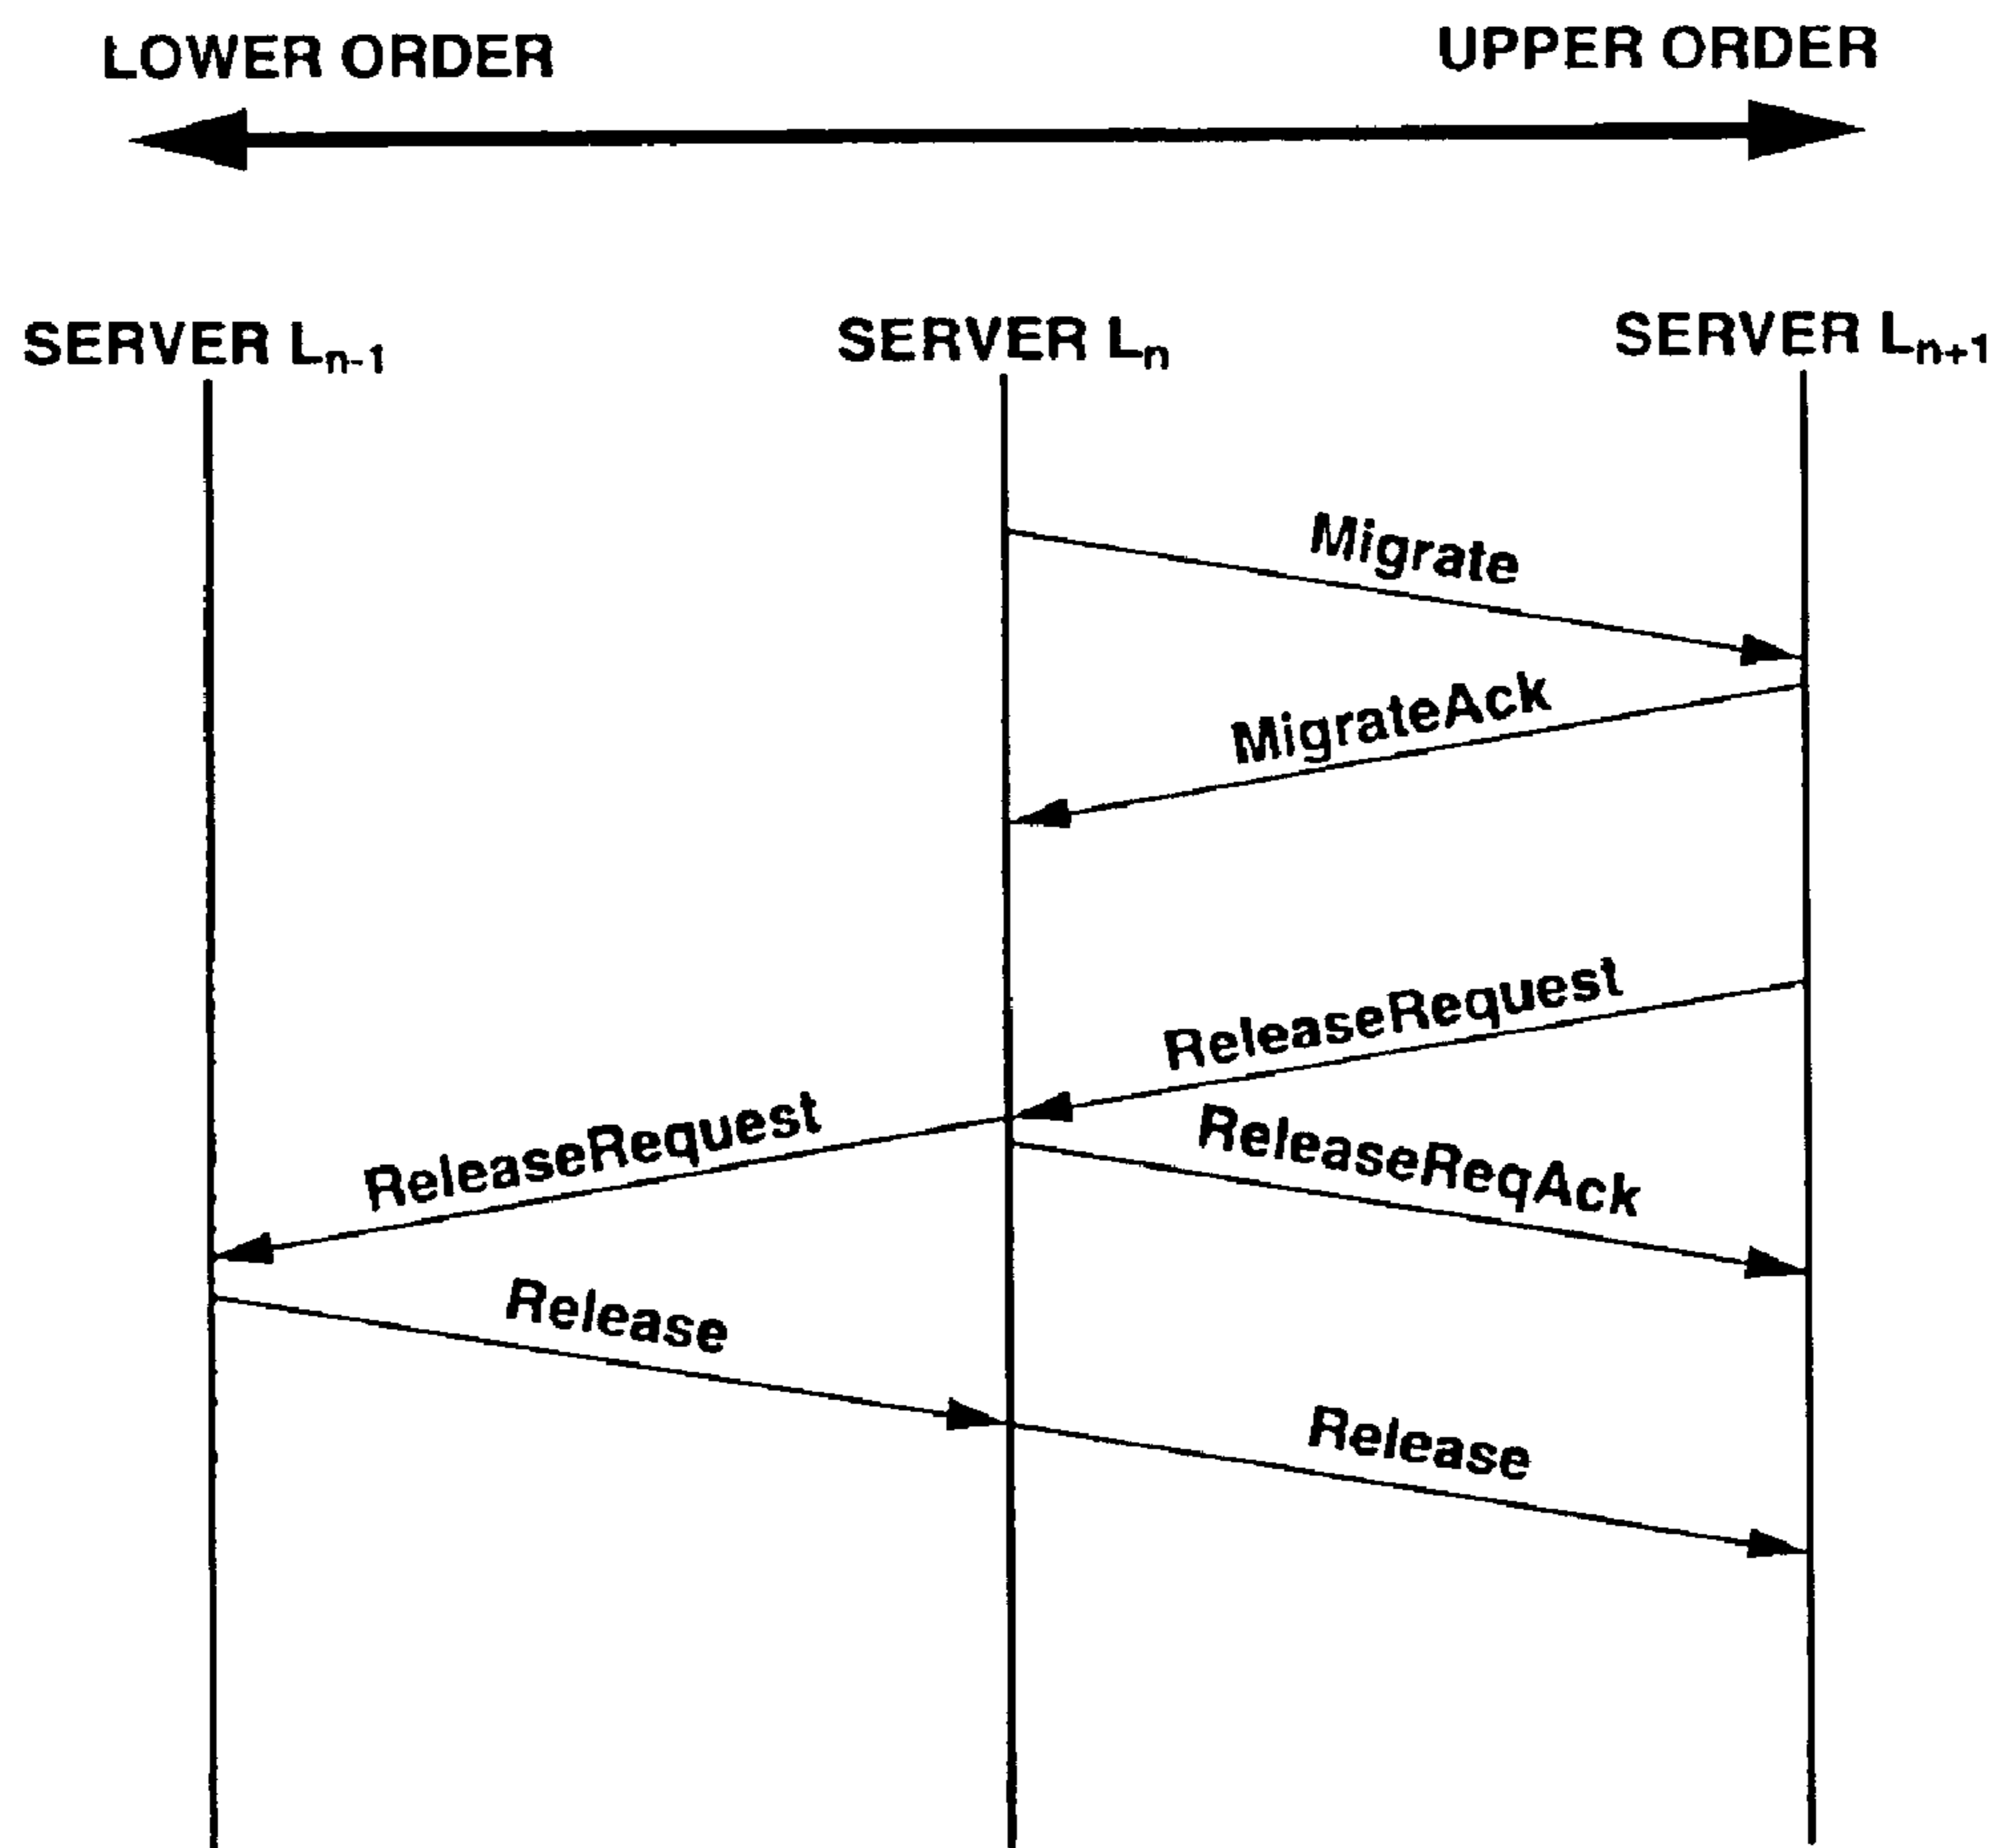 LOWER ORDER
UPPER ORDER
SERVER Ln-1
SERVER Ln
SERVER Ln+1
Migrate
MigrateAck
ReleaseRequest
ReleaseRequest
ReleaseReqAck
Release
Release